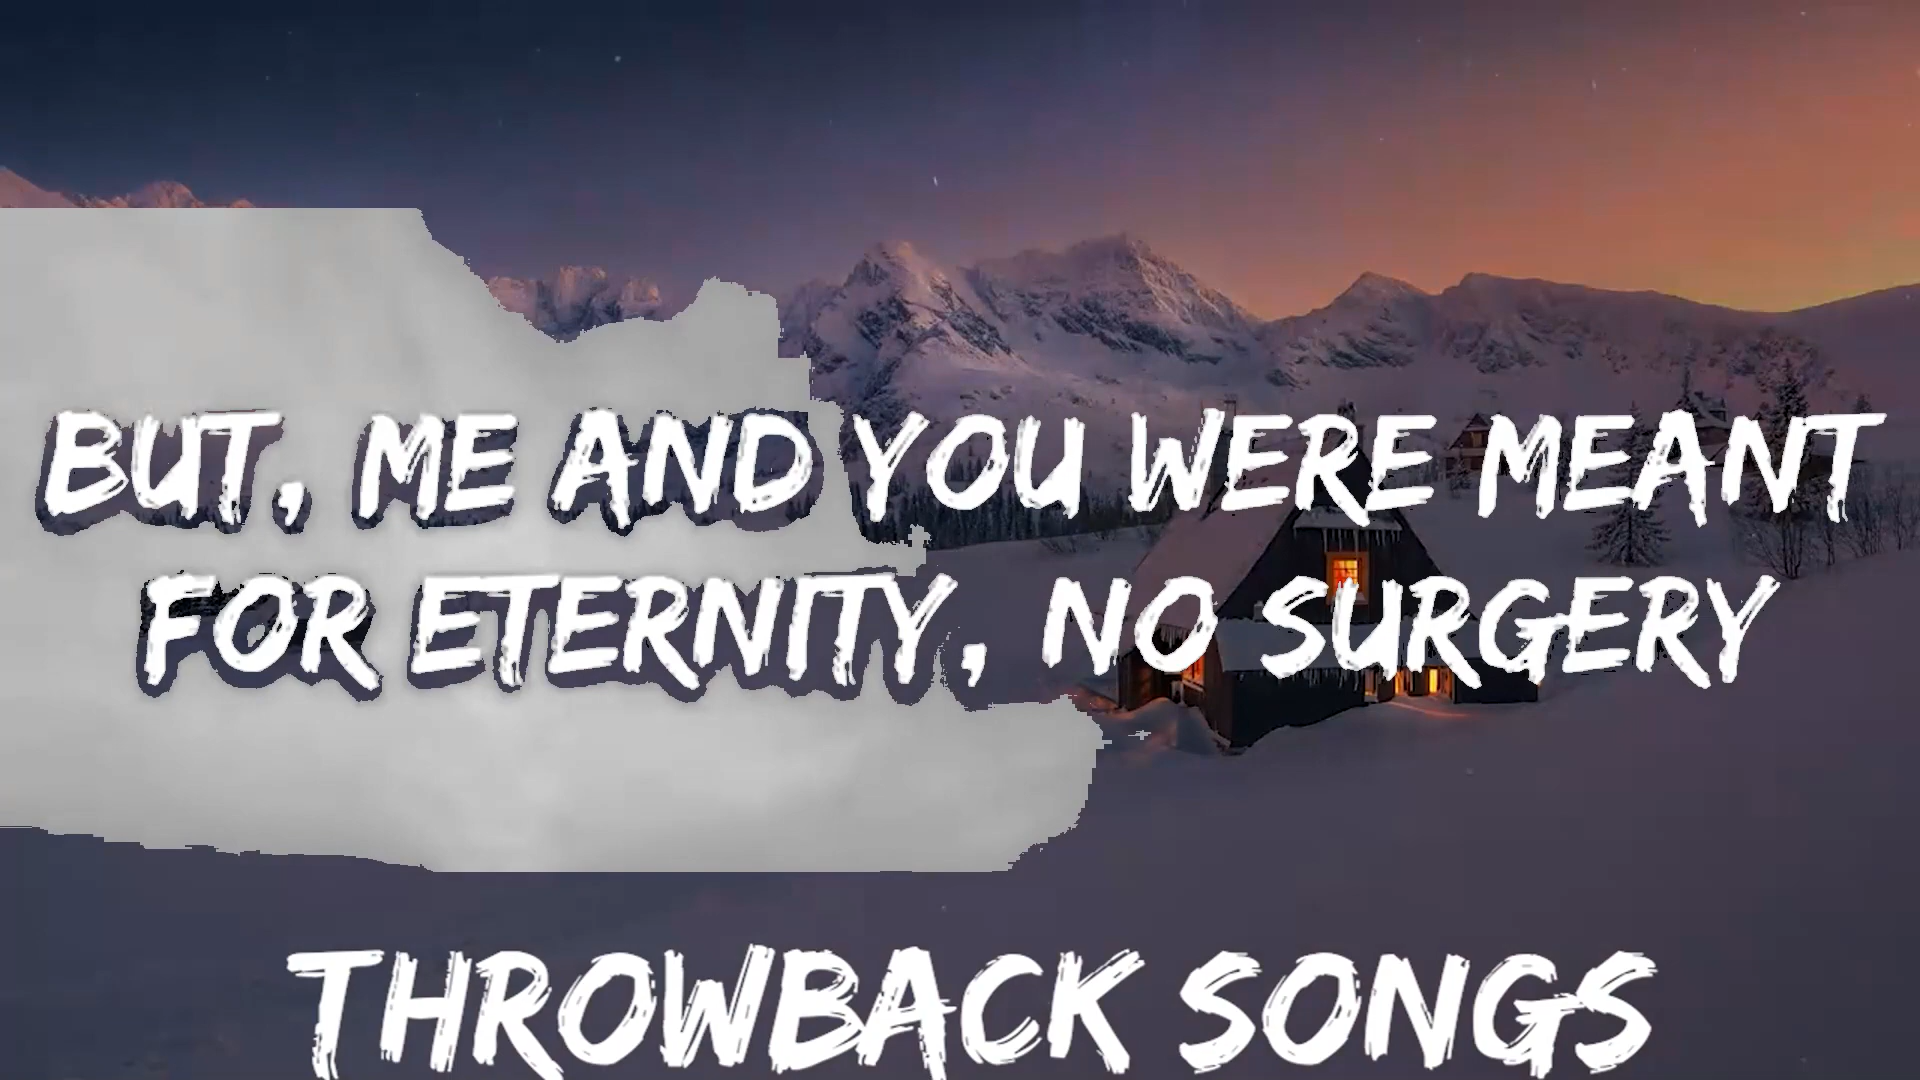 BUT, ME AND YOU WERE MEANT
FOR ETERNITY, NO SURGERY
THROWBACK SONGS